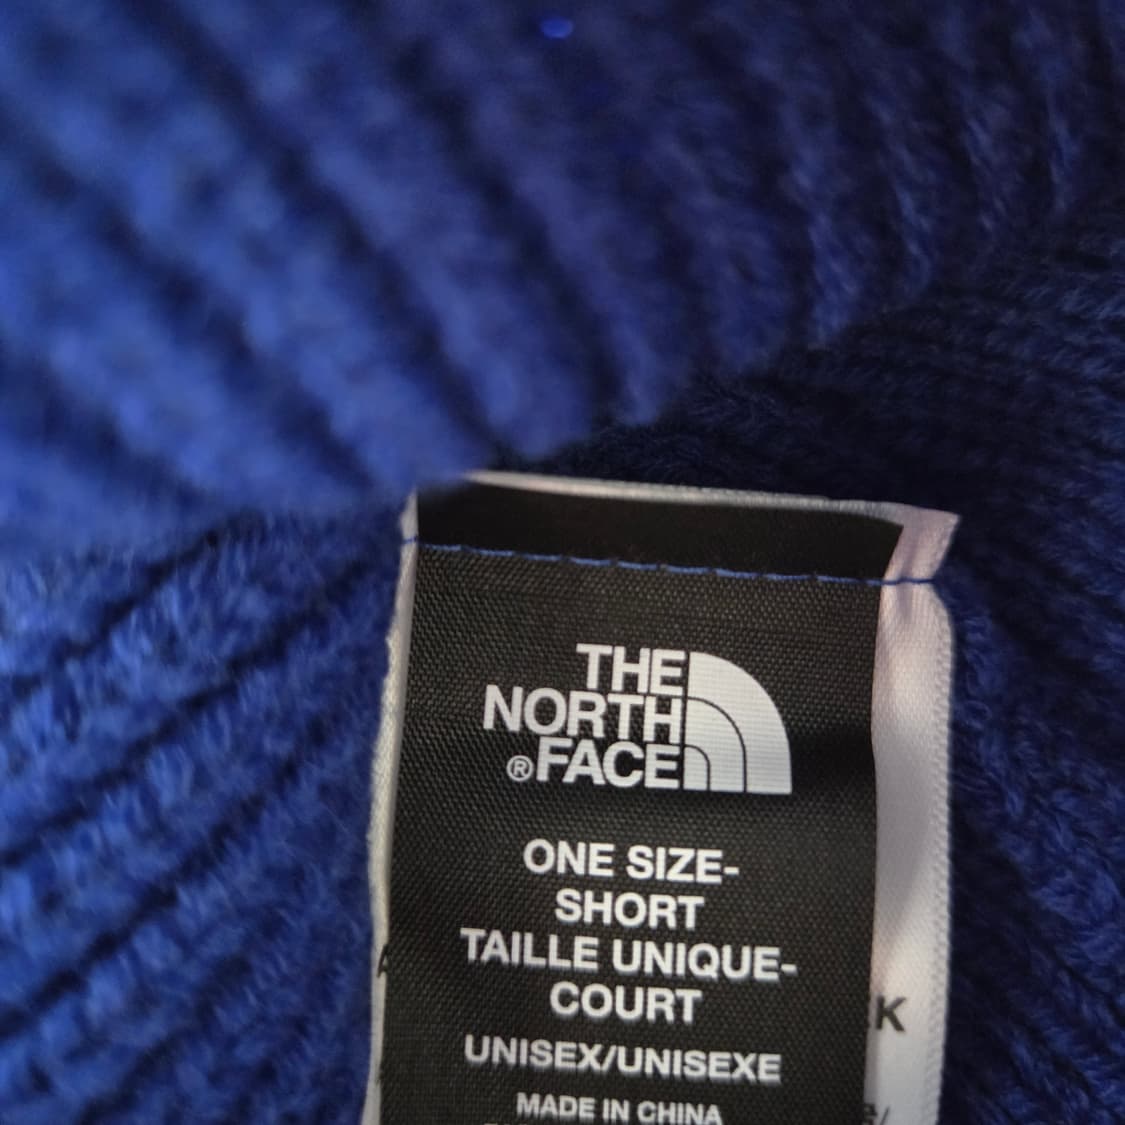 THE
NORTH
®FACE
ONE SIZE-
SHORT
TAILLE UNIQUE-
COURT
UNISEX/UNISEXE
MADE IN CHINA
K